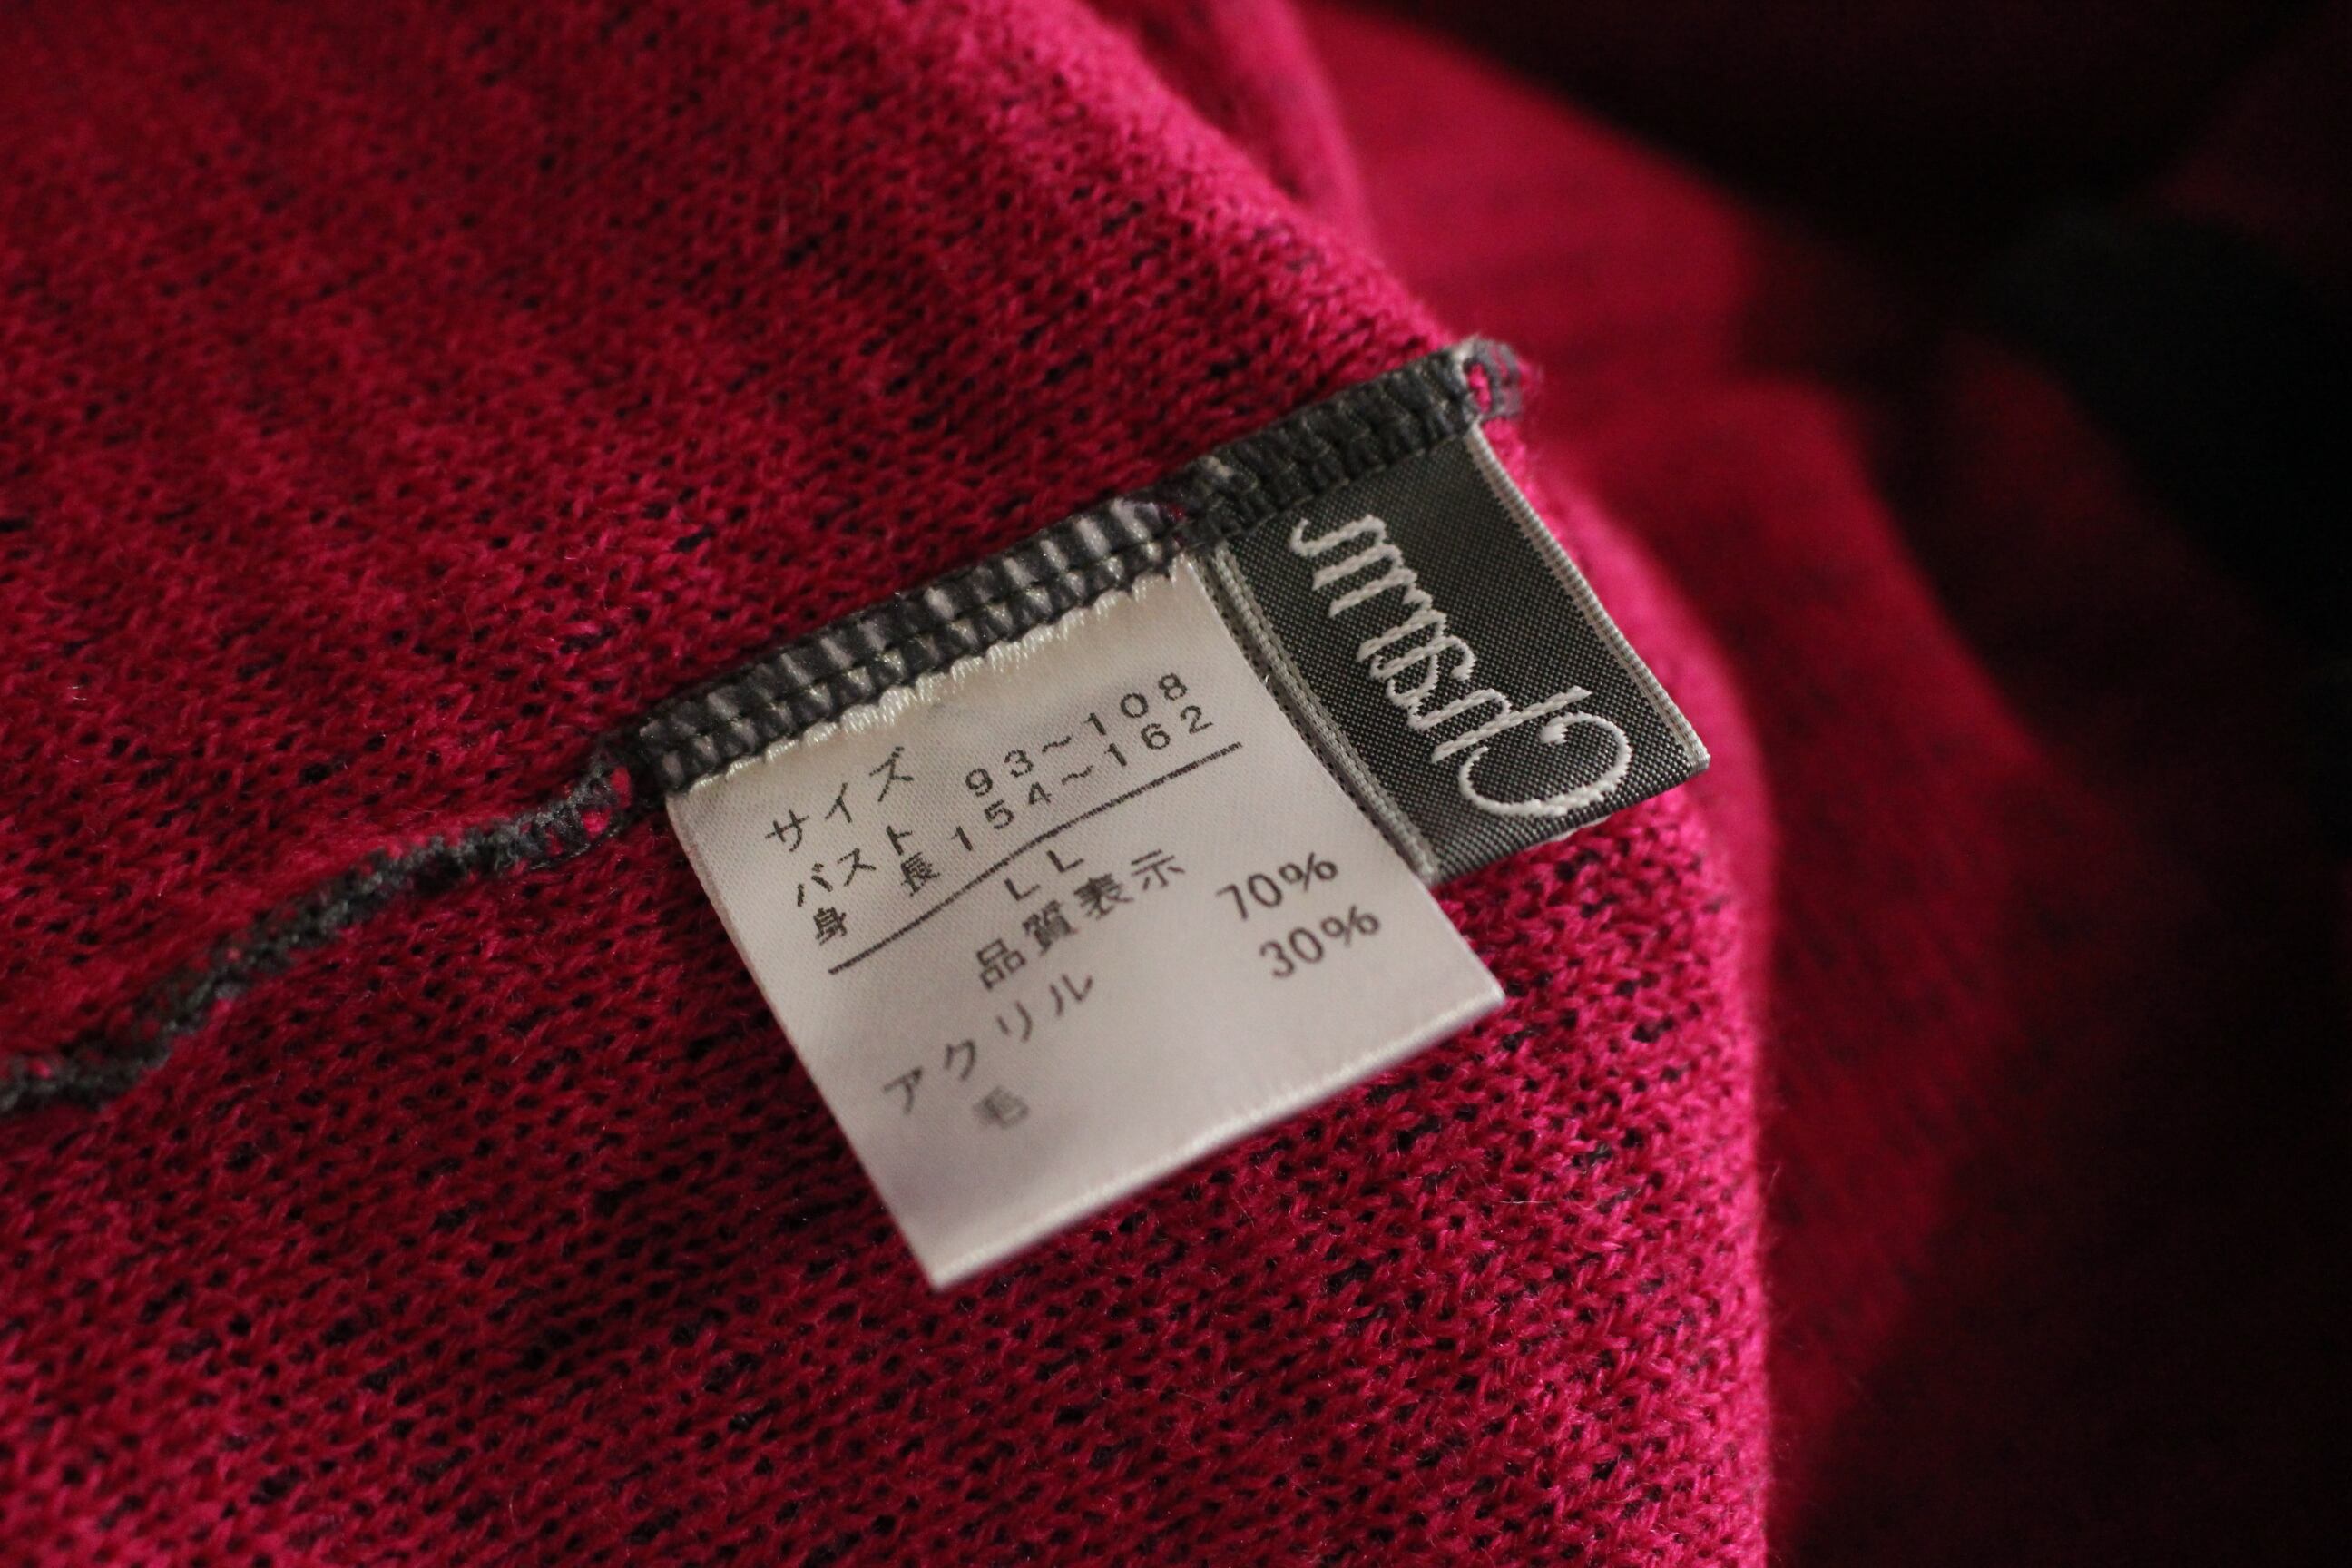 サイズ
バスト 93~108
身長 154~162
LL
品質表示
アクリル 70%
毛 30%